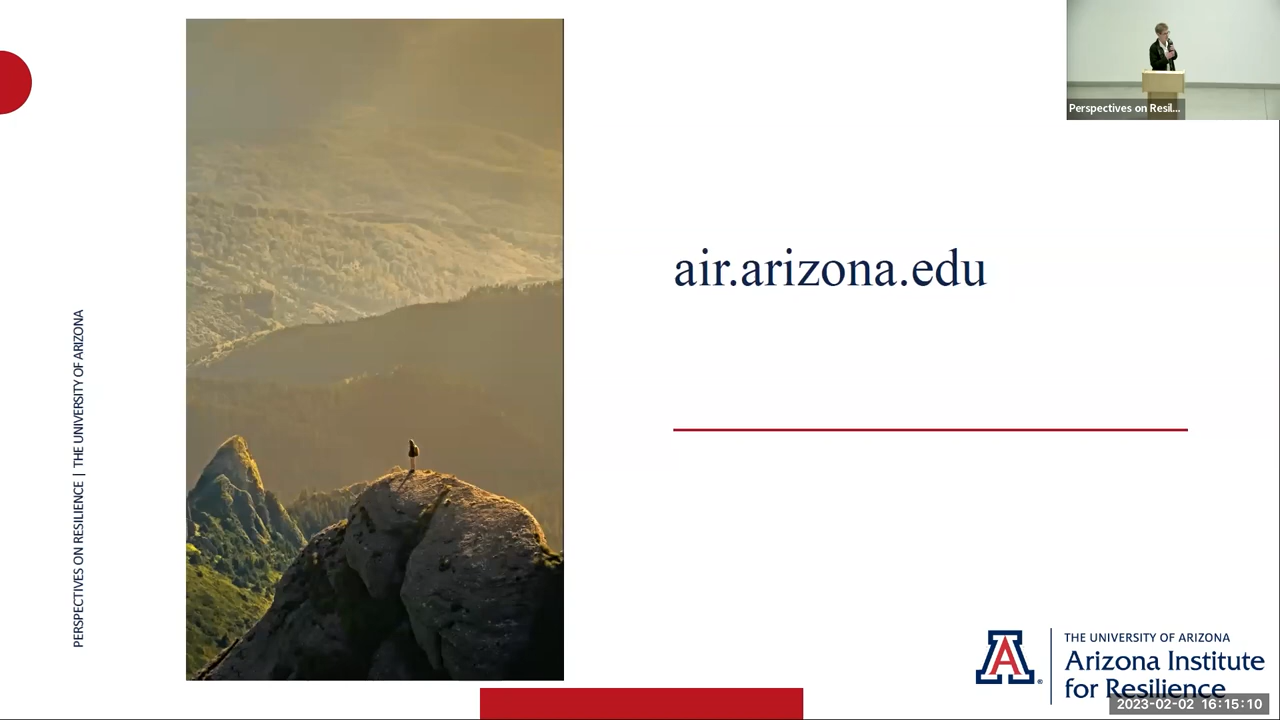 Perspectives on Resil...
air.arizona.edu
PERSPECTIVES ON RESILIENCE | THE UNIVERSITY OF ARIZONA
A
THE UNIVERSITY OF ARIZONA
Arizona Institute
for Resilience
2023-02-02 16:15:10